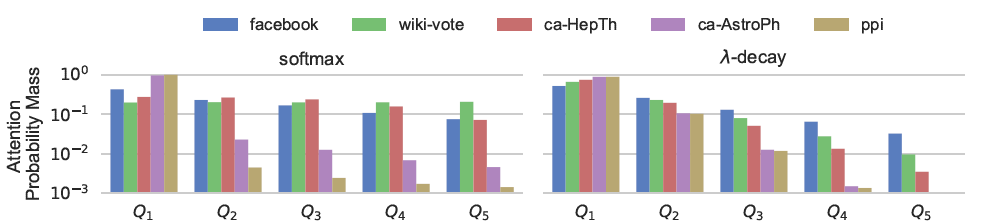 facebook wiki-vote ca-HepTh ca-AstroPh ppi
softmax λ-decay
Attention
Probability Mass
10⁰
10⁻¹
10⁻²
10⁻³
Q₁ Q₂ Q₃ Q₄ Q₅ Q₁ Q₂ Q₃ Q₄ Q₅